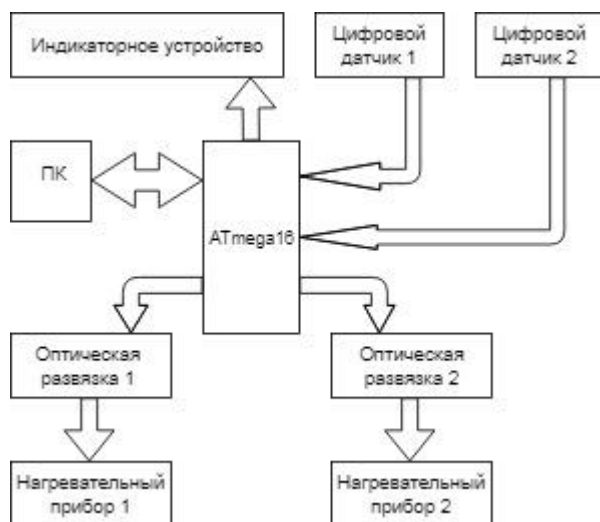 Индикаторное устройство
Цифровой
датчик 1
Цифровой
датчик 2
ПК
ATmega16
Оптическая
развязка 1
Оптическая
развязка 2
Нагревательный
прибор 1
Нагревательный
прибор 2